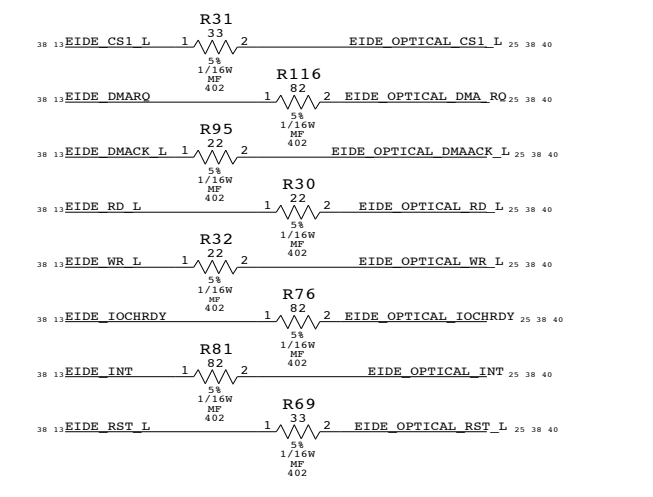 R31
33
38 13 EIDE_CS1_L 1 2 EIDE_OPTICAL_CS1_L 25 38 40
5%
1/16W
MF
402
R116
82
38 13 EIDE_DMARQ 1 2 EIDE_OPTICAL_DMA_RQ 25 38 40
5%
1/16W
MF
402
R95
22
38 13 EIDE_DMACK_L 1 2 EIDE_OPTICAL_DMAACK_L 25 38 40
5%
1/16W
MF
402
R30
22
38 13 EIDE_RD_L 1 2 EIDE_OPTICAL_RD_L 25 38 40
5%
1/16W
MF
402
R32
22
38 13 EIDE_WR_L 1 2 EIDE_OPTICAL_WR_L 25 38 40
5%
1/16W
MF
402
R76
82
38 13 EIDE_IOCHRDY 1 2 EIDE_OPTICAL_IOCHRDY 25 38 40
5%
1/16W
MF
402
R81
82
38 13 EIDE_INT 1 2 EIDE_OPTICAL_INT 25 38 40
5%
1/16W
MF
402
R69
33
38 13 EIDE_RST_L 1 2 EIDE_OPTICAL_RST_L 25 38 40
5%
1/16W
MF
402